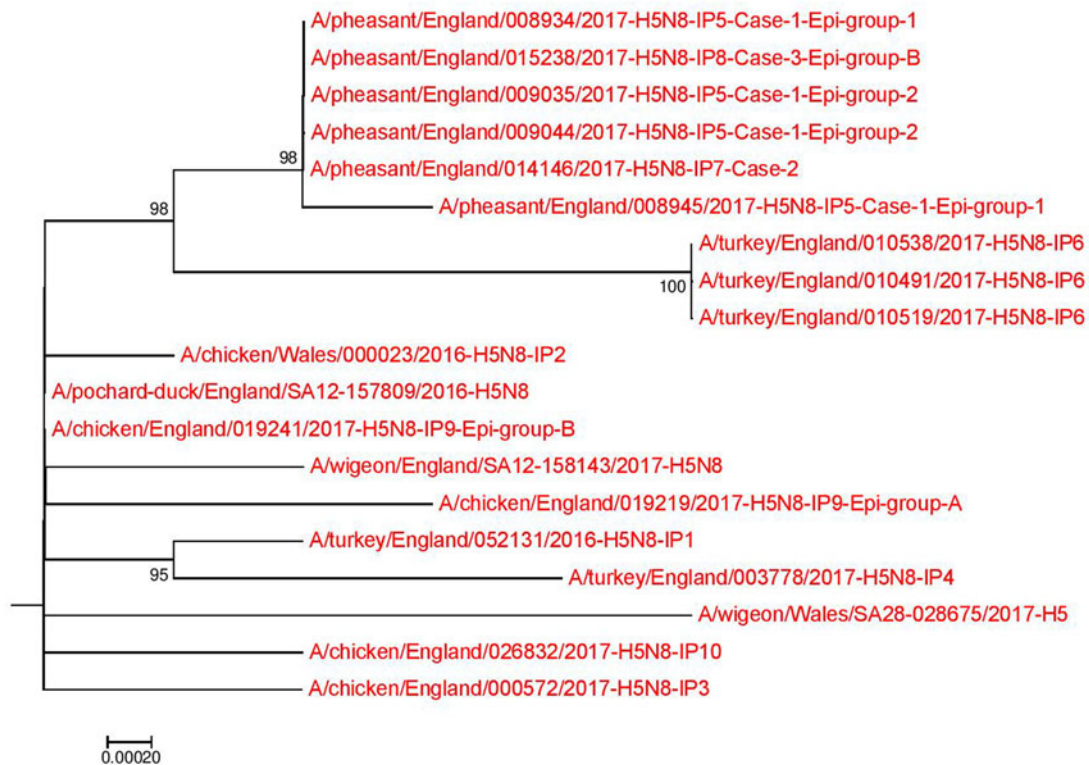 A/pheasant/England/008934/2017-H5N8-IP5-Case-1-Epi-group-1
A/pheasant/England/015238/2017-H5N8-IP8-Case-3-Epi-group-B
A/pheasant/England/009035/2017-H5N8-IP5-Case-1-Epi-group-2
A/pheasant/England/009044/2017-H5N8-IP5-Case-1-Epi-group-2
98
A/pheasant/England/014146/2017-H5N8-IP7-Case-2
98
A/pheasant/England/008945/2017-H5N8-IP5-Case-1-Epi-group-1
A/turkey/England/010538/2017-H5N8-IP6
A/turkey/England/010491/2017-H5N8-IP6
100
A/turkey/England/010519/2017-H5N8-IP6
A/chicken/Wales/000023/2016-H5N8-IP2
A/pochard-duck/England/SA12-157809/2016-H5N8
A/chicken/England/019241/2017-H5N8-IP9-Epi-group-B
A/wigeon/England/SA12-158143/2017-H5N8
A/chicken/England/019219/2017-H5N8-IP9-Epi-group-A
A/turkey/England/052131/2016-H5N8-IP1
95
A/turkey/England/003778/2017-H5N8-IP4
A/wigeon/Wales/SA28-028675/2017-H5
A/chicken/England/026832/2017-H5N8-IP10
A/chicken/England/000572/2017-H5N8-IP3
0.00020